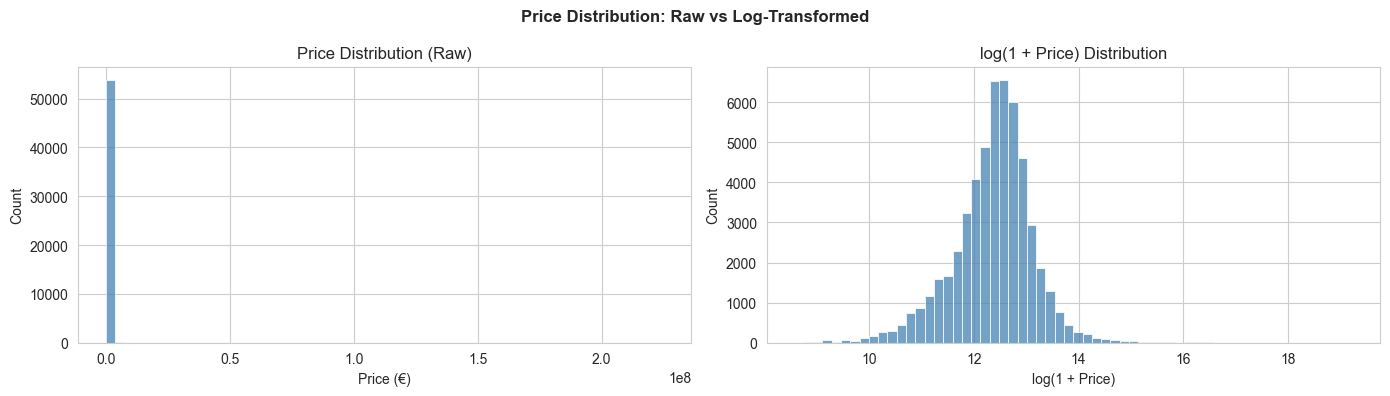 Price Distribution: Raw vs Log-Transformed
Price Distribution (Raw)
50000
40000
30000
20000
10000
0
Count
0.0 0.5 1.0 1.5 2.0
1e8
Price (€)
log(1 + Price) Distribution
6000
5000
4000
3000
2000
1000
0
Count
10 12 14 16 18
log(1 + Price)